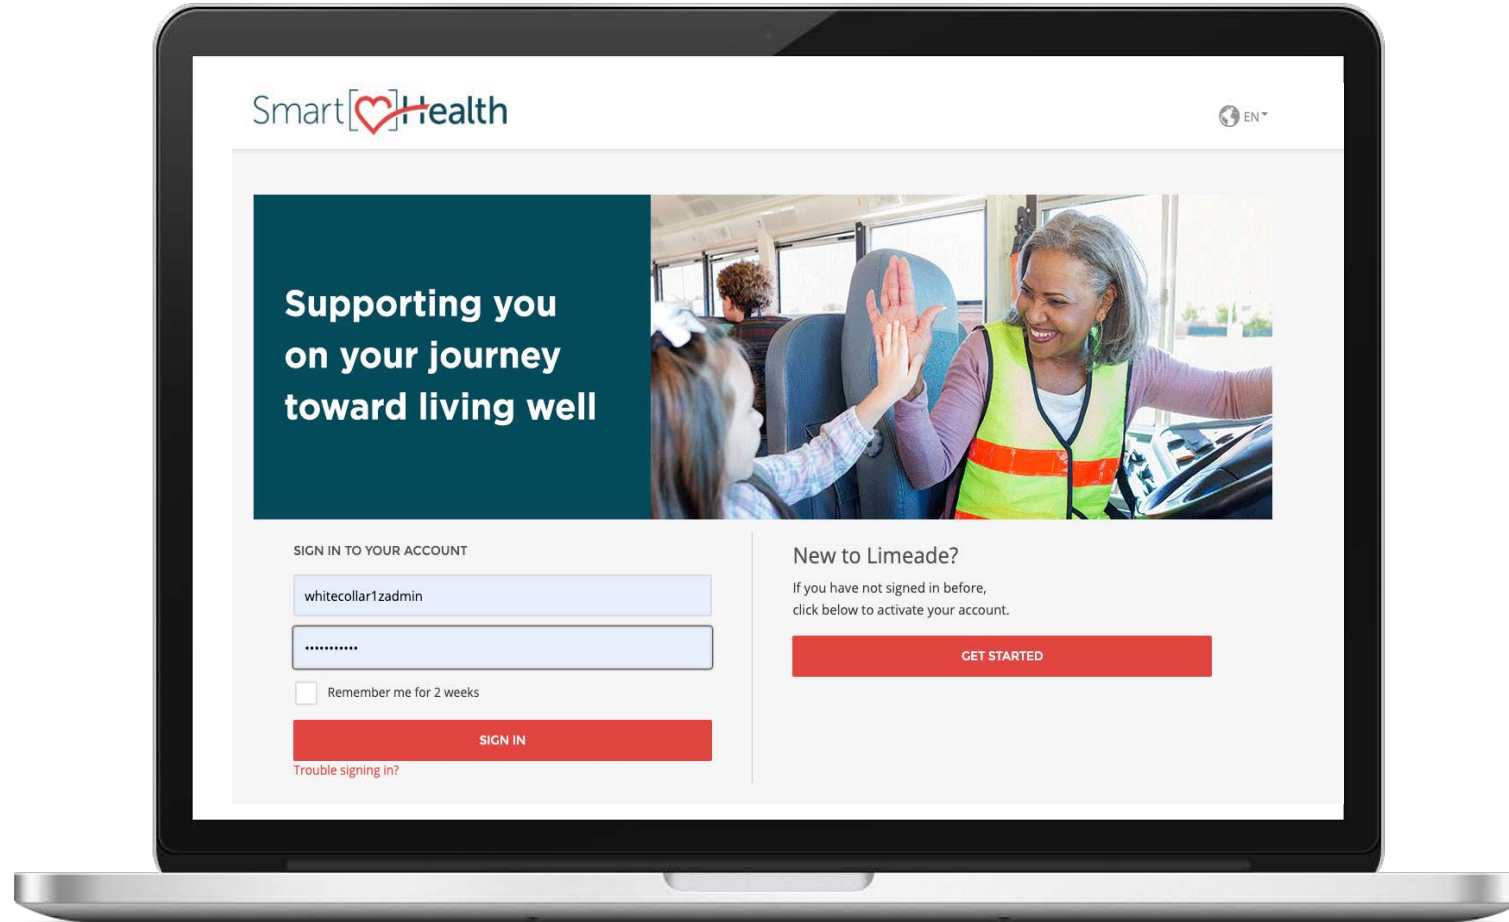 Smart[]Health
EN
Supporting you
on your journey
toward living well
SIGN IN TO YOUR ACCOUNT
whitecollar1zadmin
•••••••••••
Remember me for 2 weeks
SIGN IN
Trouble signing in?
New to Limeade?
If you have not signed in before,
click below to activate your account.
GET STARTED